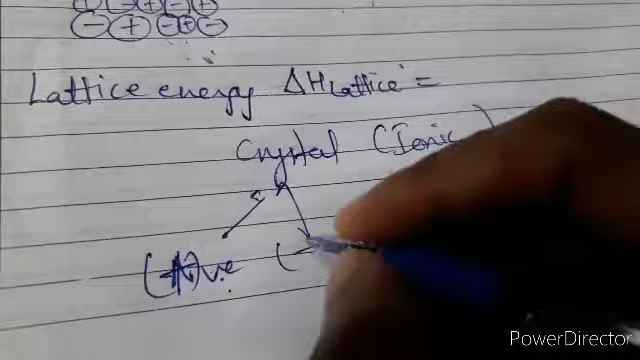 − + − + −
Lattice energy ΔHLattice =
Crystal (Ionic)
(+)ve (−
PowerDirector